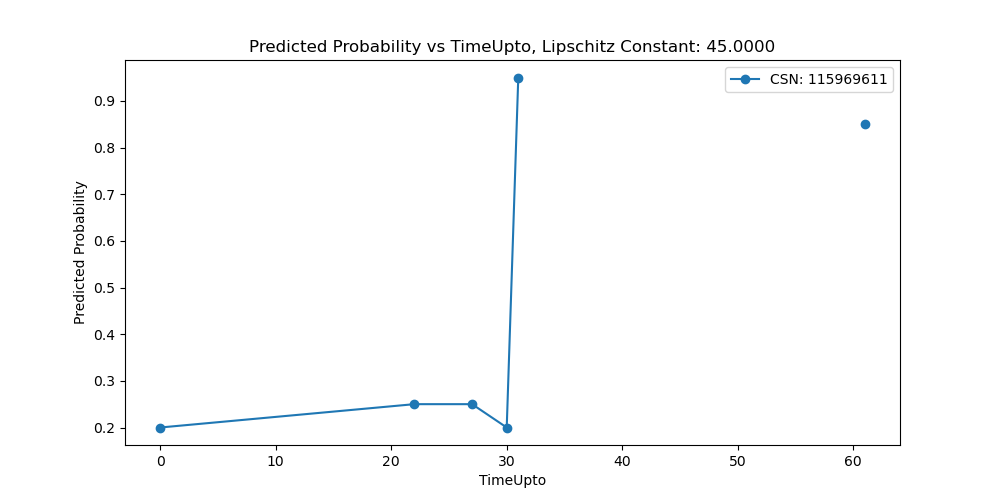 Predicted Probability vs TimeUpto, Lipschitz Constant: 45.0000
CSN: 115969611
Predicted Probability
0.9
0.8
0.7
0.6
0.5
0.4
0.3
0.2
0 10 20 30 40 50 60
TimeUpto